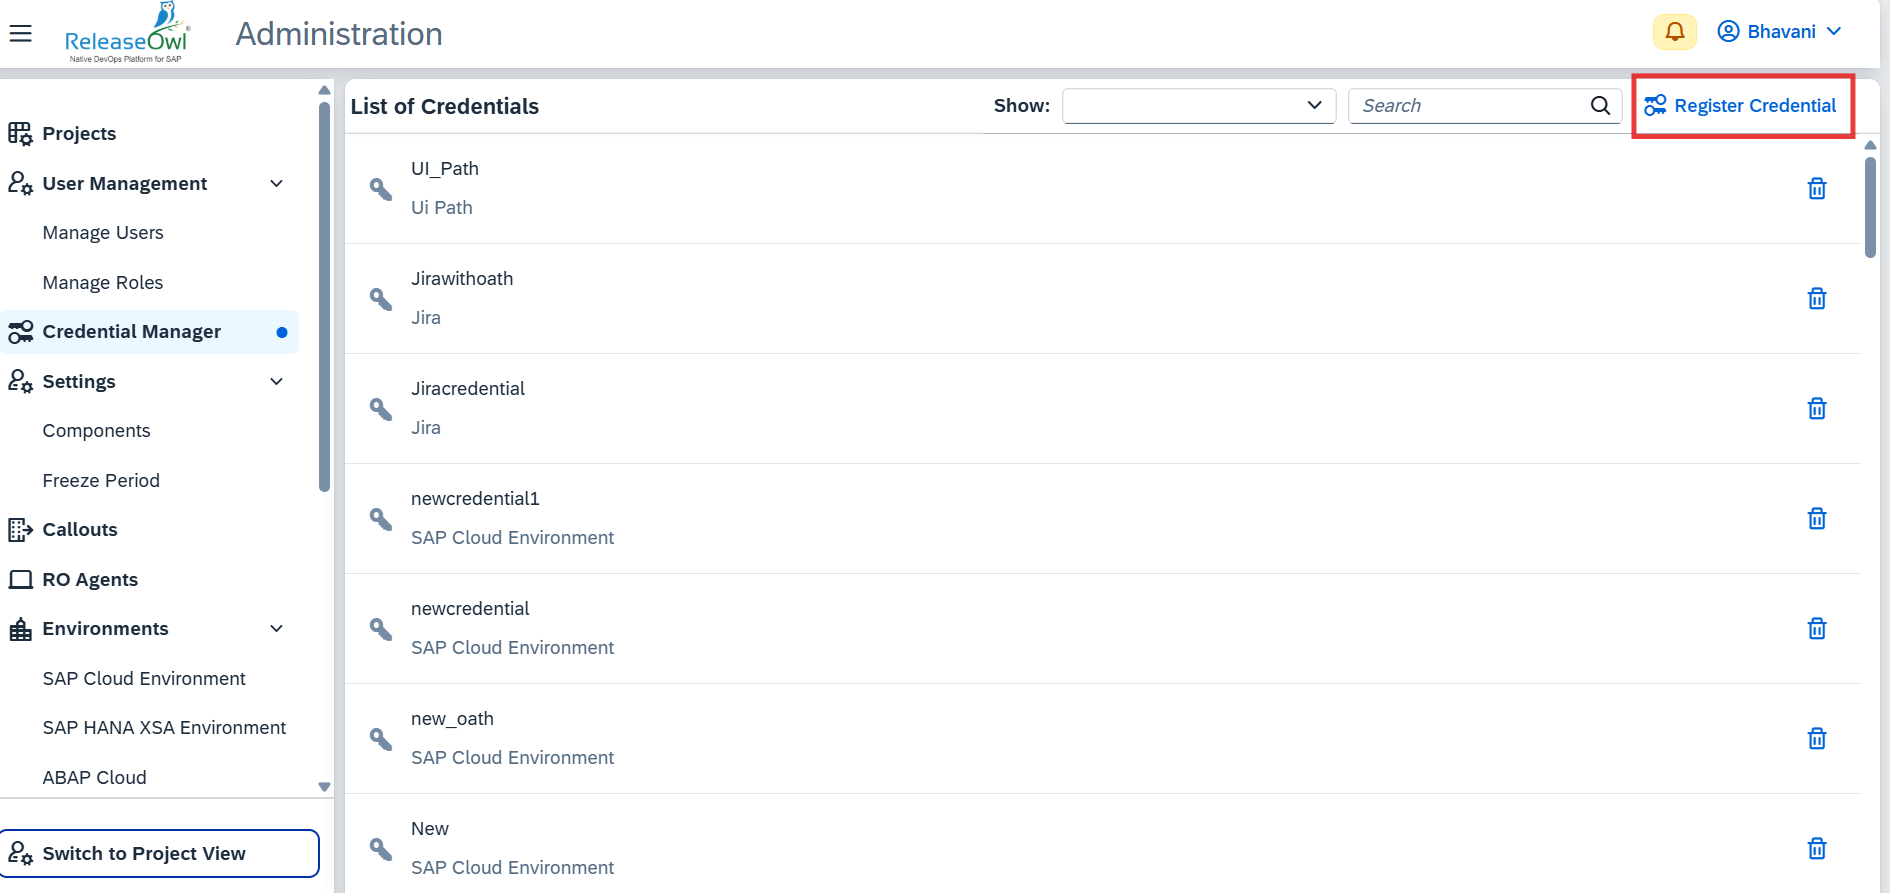 ReleaseOwl
Native DevOps Platform for SAP
Administration
Bhavani
Projects
User Management
Manage Users
Manage Roles
Credential Manager
Settings
Components
Freeze Period
Callouts
RO Agents
Environments
SAP Cloud Environment
SAP HANA XSA Environment
ABAP Cloud
Switch to Project View
List of Credentials
Show:
Search
Register Credential
UI_Path
Ui Path
Jirawithoath
Jira
Jiracredential
Jira
newcredential1
SAP Cloud Environment
newcredential
SAP Cloud Environment
new_oath
SAP Cloud Environment
New
SAP Cloud Environment